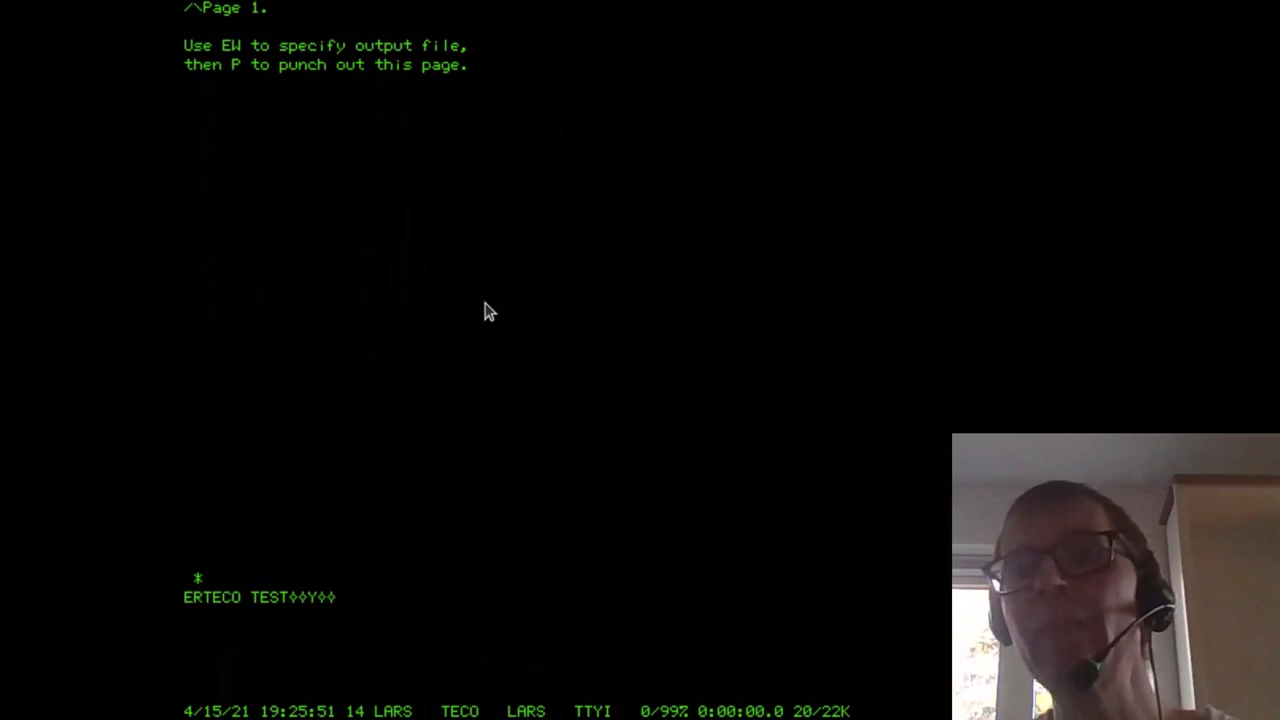 /\Page 1.
Use EW to specify output file,
then P to punch out this page.
*
ERTECO TEST◊◊Y◊◊
4/15/21 19:25:51 14 LARS TECO LARS TTYI 0/99% 0:00:00.0 20/22K